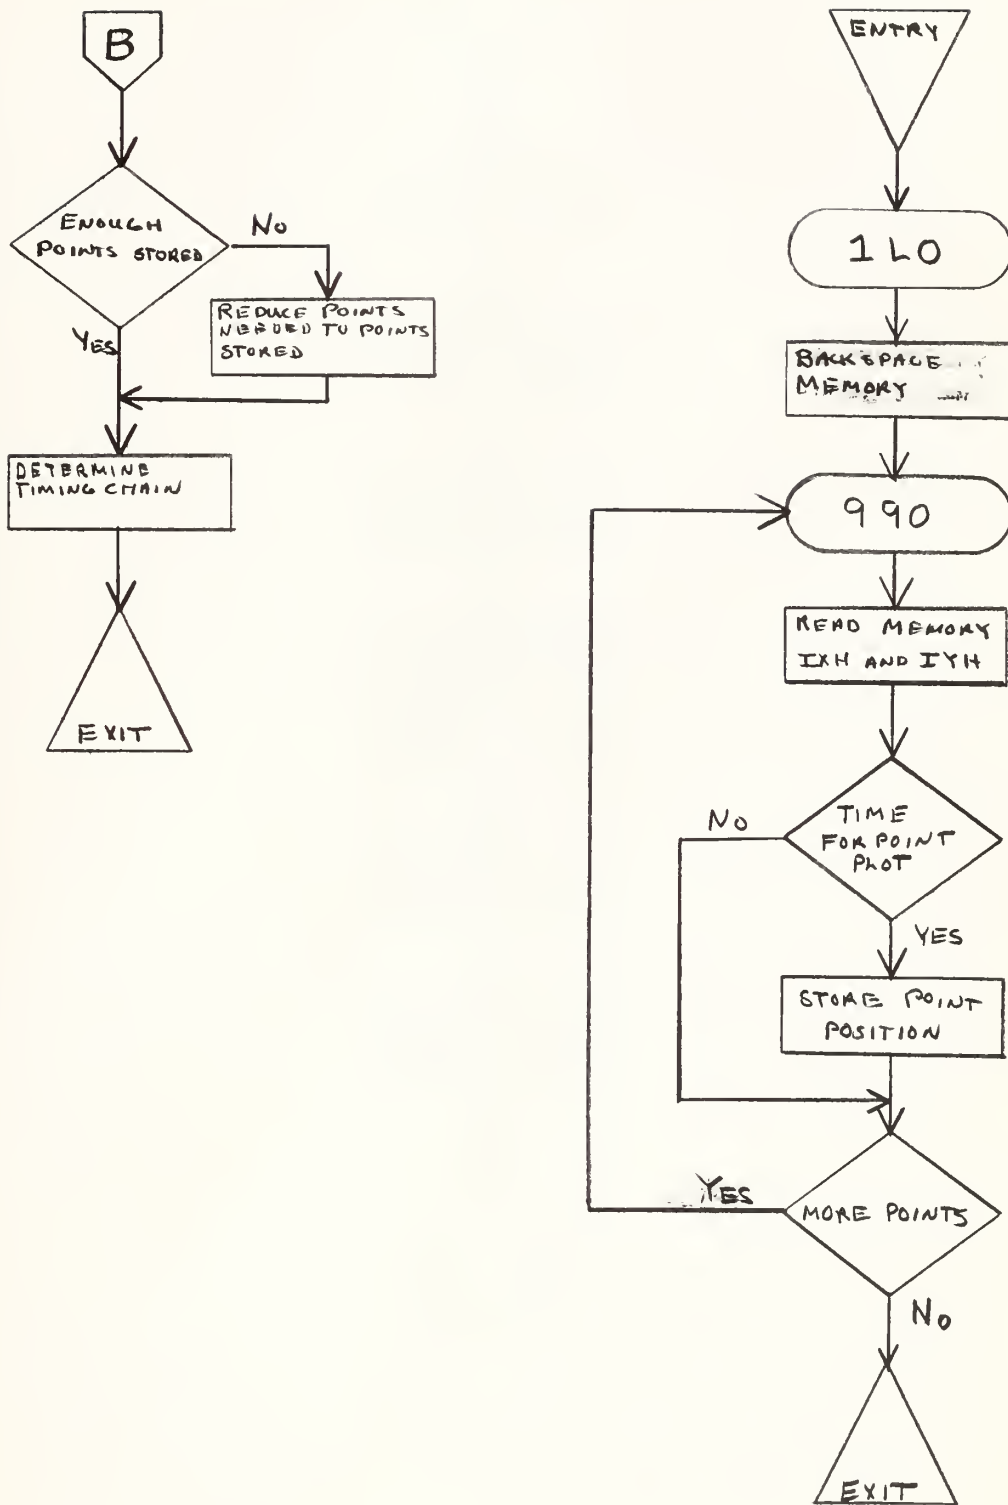 B
ENOUGH
POINTS STORED
NO
YES
REDUCE POINTS
NEEDED TO POINTS
STORED
DETERMINE
TIMING CHAIN
EXIT
ENTRY
1L0
BACKSPACE
MEMORY
990
READ MEMORY
IXH AND IYH
TIME
FOR POINT
PLOT
NO
YES
STORE POINT
POSITION
MORE POINTS
YES
NO
EXIT